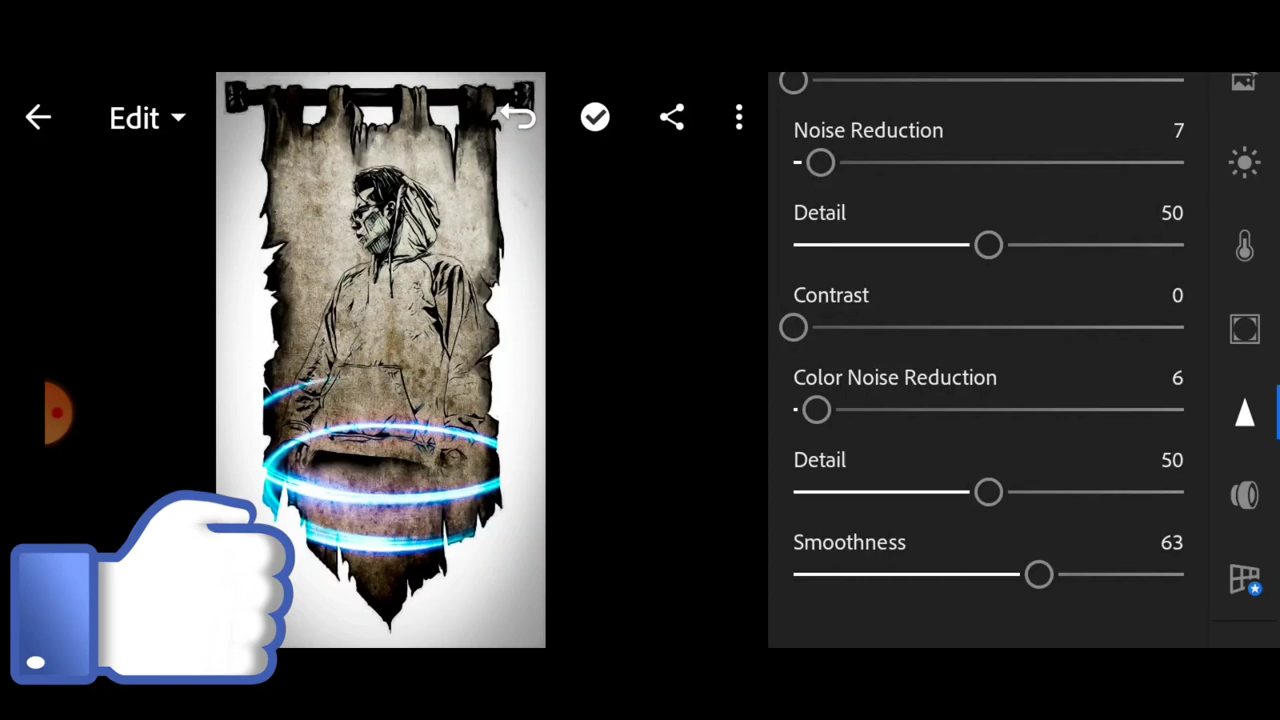 Edit
Noise Reduction 7
Detail 50
Contrast 0
Color Noise Reduction 6
Detail 50
Smoothness 63